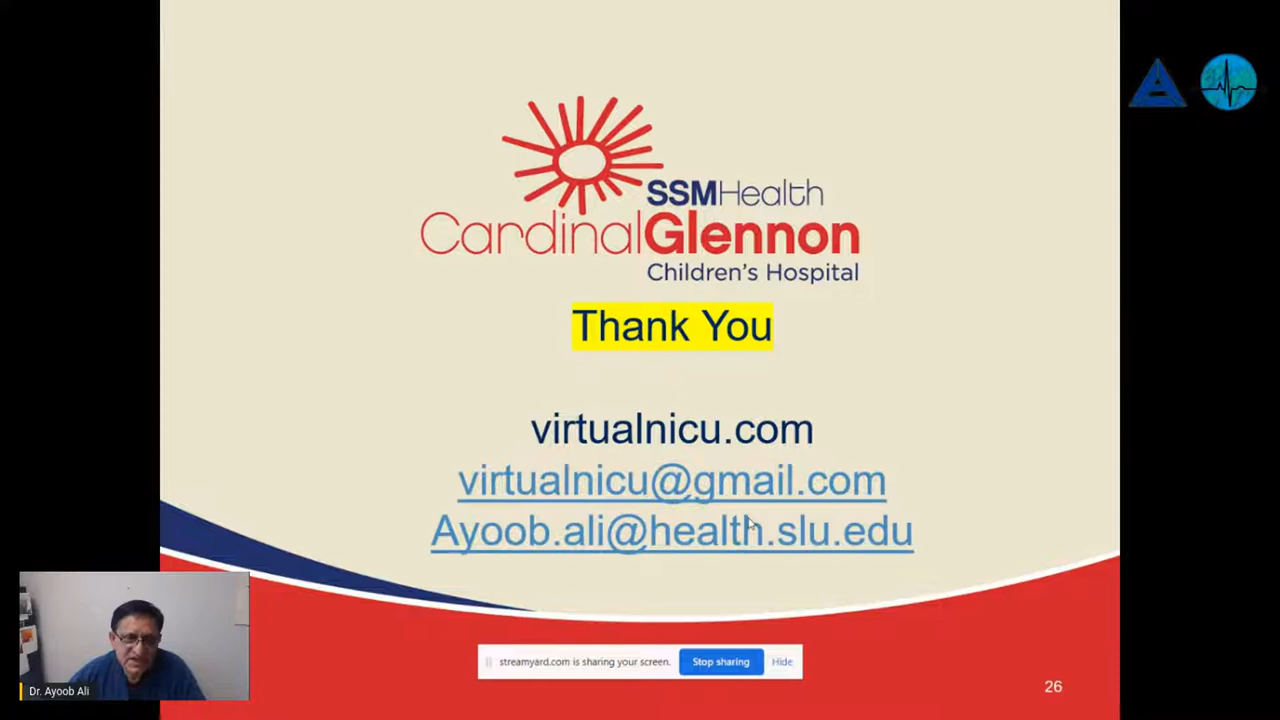 SSMHealth
CardinalGlennon
Children's Hospital
Thank You
virtualnicu.com
virtualnicu@gmail.com
Ayoob.ali@health.slu.edu
streamyard.com is sharing your screen. Stop sharing Hide
Dr. Ayoob Ali
26